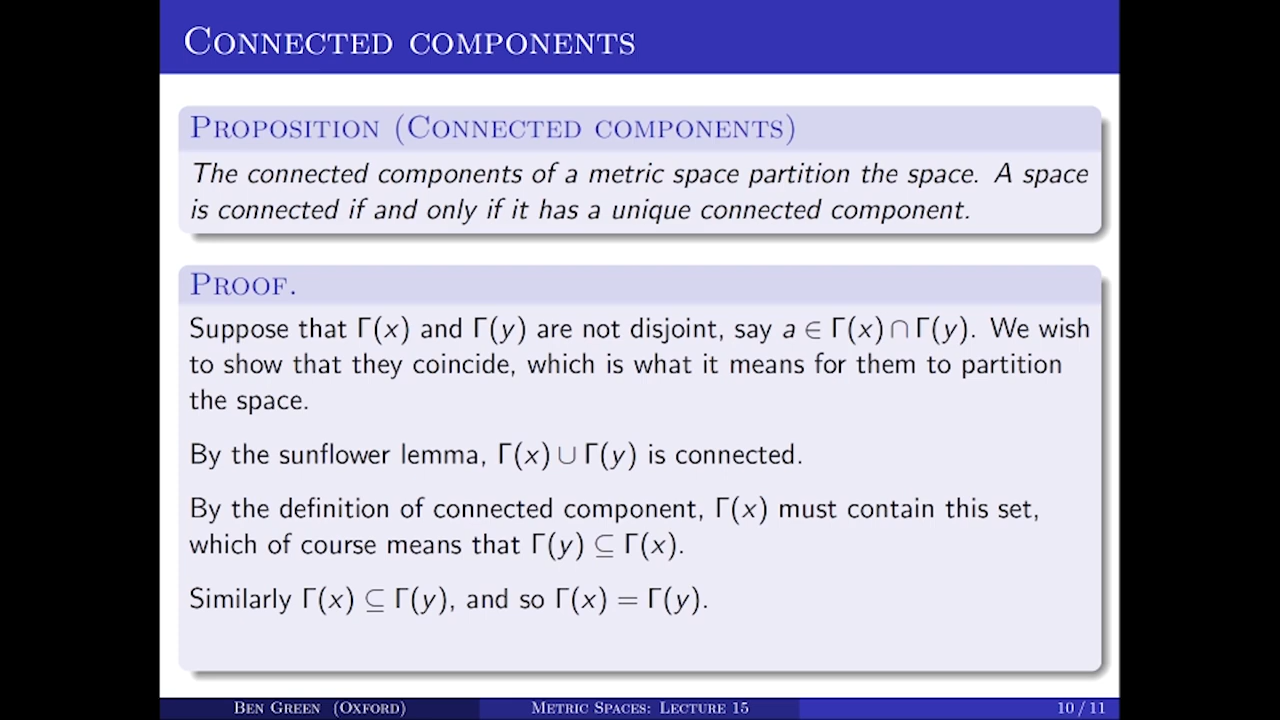 CONNECTED COMPONENTS
PROPOSITION (CONNECTED COMPONENTS)
The connected components of a metric space partition the space. A space
is connected if and only if it has a unique connected component.
PROOF.
Suppose that Γ(x) and Γ(y) are not disjoint, say a ∈ Γ(x) ∩ Γ(y). We wish
to show that they coincide, which is what it means for them to partition
the space.
By the sunflower lemma, Γ(x) ∪ Γ(y) is connected.
By the definition of connected component, Γ(x) must contain this set,
which of course means that Γ(y) ⊆ Γ(x).
Similarly Γ(x) ⊆ Γ(y), and so Γ(x) = Γ(y).
BEN GREEN (OXFORD) METRIC SPACES: LECTURE 15 10 / 11